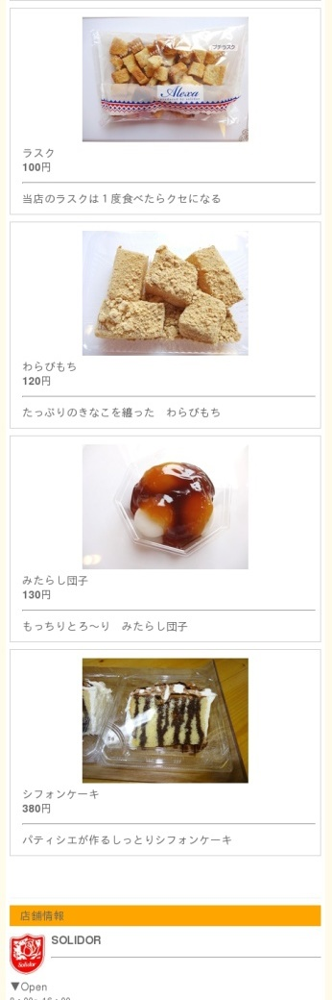 プチラスク
Alexa
ラスク
100円
当店のラスクは1度食べたらクセになる
わらびもち
120円
たっぷりのきなこを纏った　わらびもち
みたらし団子
130円
もっちりとろ〜り　みたらし団子
シフォンケーキ
380円
パティシエが作るしっとりシフォンケーキ
店舗情報
Solidor
SOLIDOR
▼Open